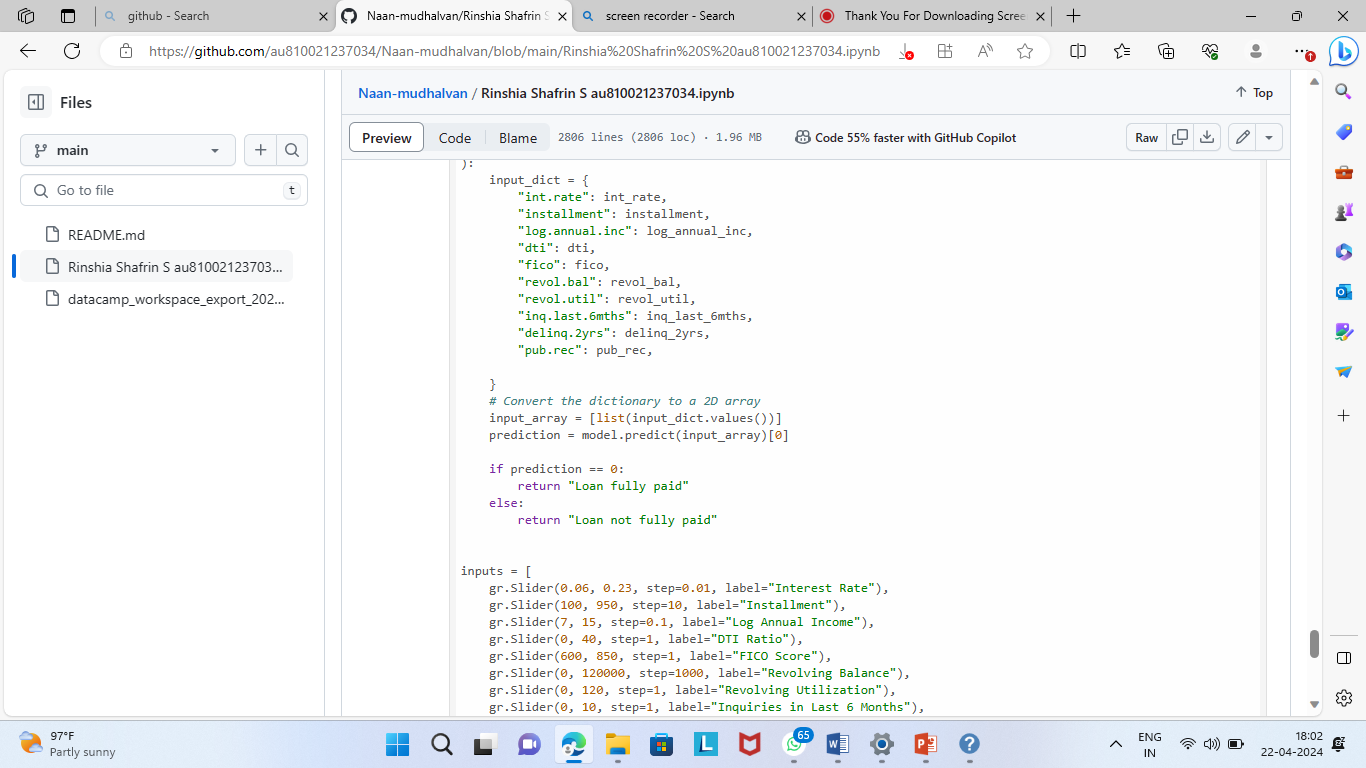 github - Search
Naan-mudhalvan/Rinshia Shafrin S
screen recorder - Search
Thank You For Downloading Scre
https://github.com/au810021237034/Naan-mudhalvan/blob/main/Rinshia%20Shafrin%20S%20au810021237034.ipynb
Files
main
Go to file
t
README.md
Rinshia Shafrin S au81002123703...
datacamp_workspace_export_202...
Naan-mudhalvan / Rinshia Shafrin S au810021237034.ipynb
Top
Preview Code Blame 2806 lines (2806 loc) · 1.96 MB Code 55% faster with GitHub Copilot Raw
):
    input_dict = {
        "int.rate": int_rate,
        "installment": installment,
        "log.annual.inc": log_annual_inc,
        "dti": dti,
        "fico": fico,
        "revol.bal": revol_bal,
        "revol.util": revol_util,
        "inq.last.6mths": inq_last_6mths,
        "delinq.2yrs": delinq_2yrs,
        "pub.rec": pub_rec,
    }
    # Convert the dictionary to a 2D array
    input_array = [list(input_dict.values())]
    prediction = model.predict(input_array)[0]
    if prediction == 0:
        return "Loan fully paid"
    else:
        return "Loan not fully paid"
inputs = [
    gr.Slider(0.06, 0.23, step=0.01, label="Interest Rate"),
    gr.Slider(100, 950, step=10, label="Installment"),
    gr.Slider(7, 15, step=0.1, label="Log Annual Income"),
    gr.Slider(0, 40, step=1, label="DTI Ratio"),
    gr.Slider(600, 850, step=1, label="FICO Score"),
    gr.Slider(0, 120000, step=1000, label="Revolving Balance"),
    gr.Slider(0, 120, step=1, label="Revolving Utilization"),
    gr.Slider(0, 10, step=1, label="Inquiries in Last 6 Months"),
97°F
Partly sunny
65
ENG
IN
18:02
22-04-2024